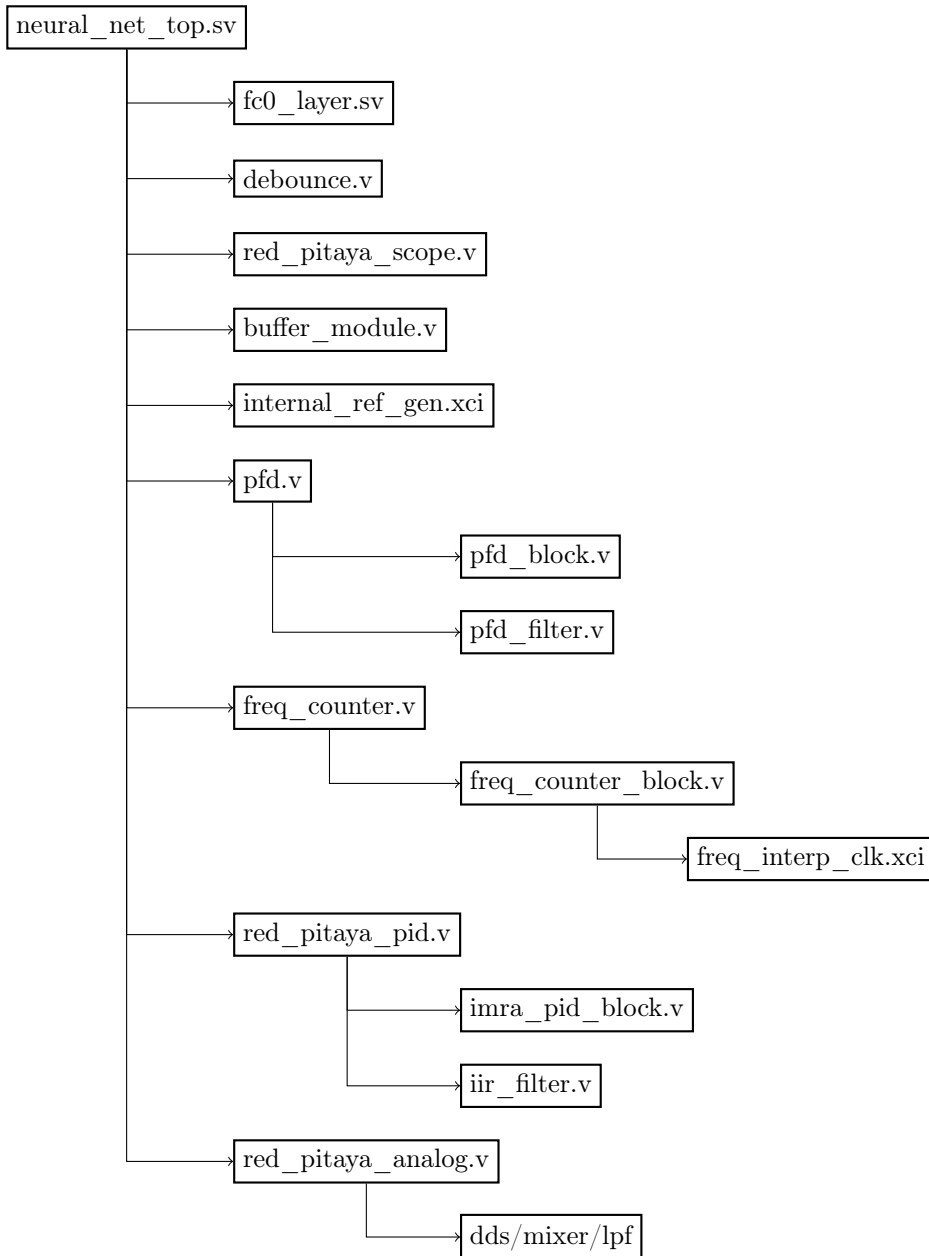 neural_net_top.sv
fc0_layer.sv
debounce.v
red_pitaya_scope.v
buffer_module.v
internal_ref_gen.xci
pfd.v
pfd_block.v
pfd_filter.v
freq_counter.v
freq_counter_block.v
freq_interp_clk.xci
red_pitaya_pid.v
imra_pid_block.v
iir_filter.v
red_pitaya_analog.v
dds/mixer/lpf